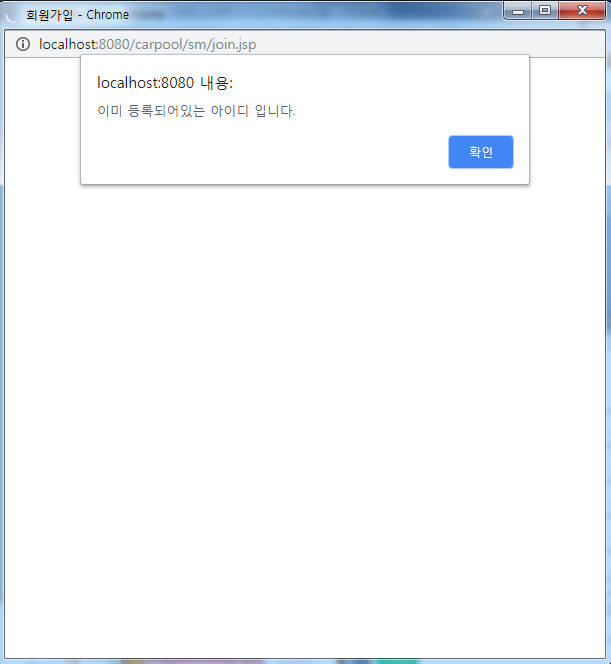 회원가입 - Chrome
localhost:8080/carpool/sm/join.jsp
localhost:8080 내용:
이미 등록되어있는 아이디 입니다.
확인